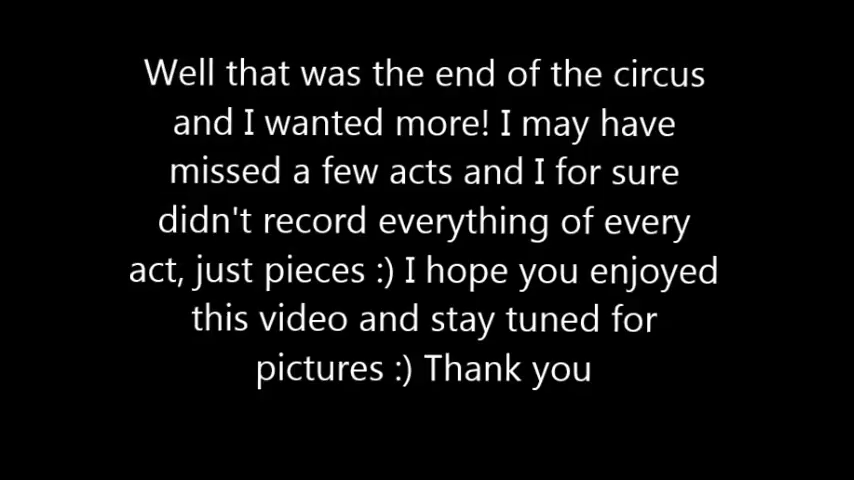 Well that was the end of the circus
and I wanted more! I may have
missed a few acts and I for sure
didn't record everything of every
act, just pieces :) I hope you enjoyed
this video and stay tuned for
pictures :) Thank you